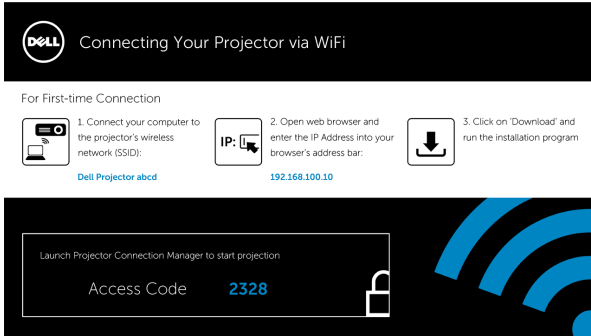 DELL
Connecting Your Projector via WiFi
For First-time Connection
1. Connect your computer to
the projector's wireless
network (SSID):
Dell Projector abcd
IP:
2. Open web browser and
enter the IP Address into your
browser's address bar:
192.168.100.10
3. Click on 'Download' and
run the installation program
Launch Projector Connection Manager to start projection
Access Code 2328